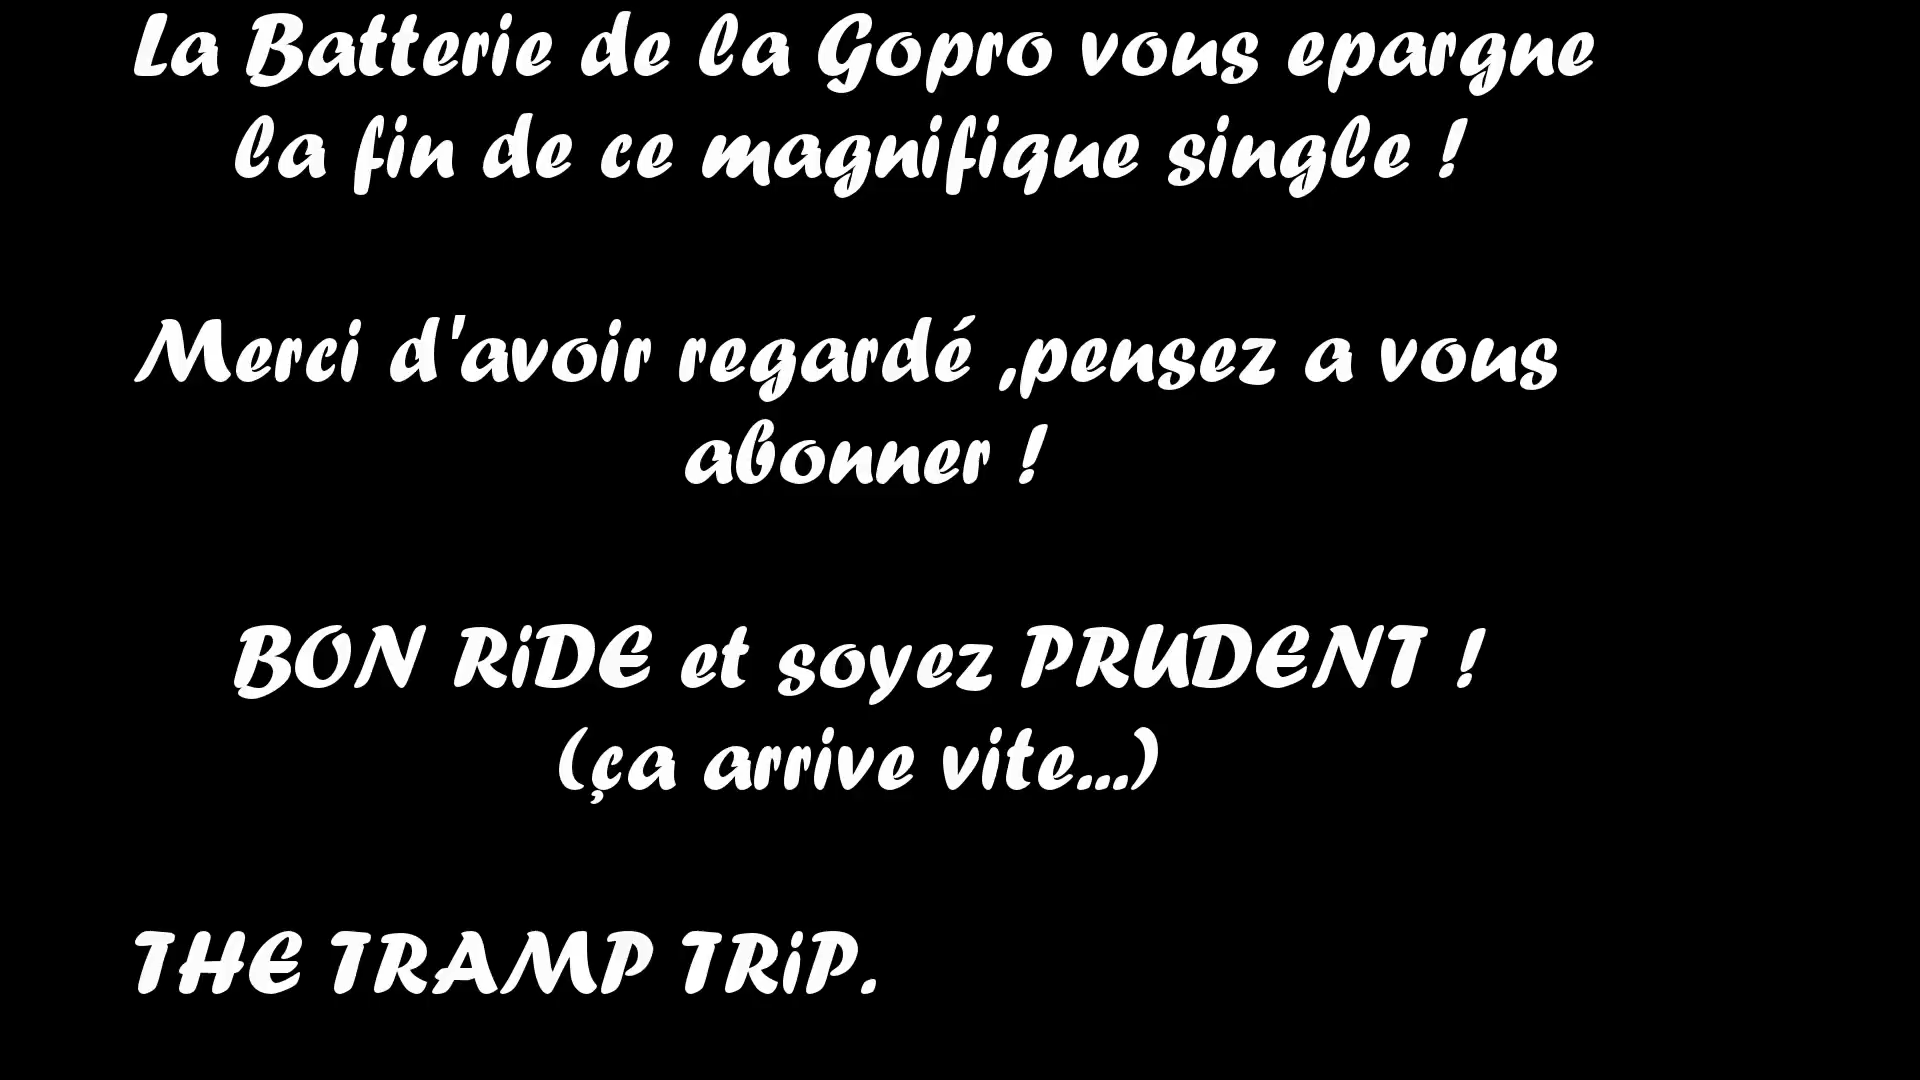 La Batterie de la Gopro vous epargne
la fin de ce magnifique single !
Merci d'avoir regardé ,pensez a vous
abonner !
BON RiDE et soyez PRUDENT !
(ça arrive vite...)
THE TRAMP TRiP.